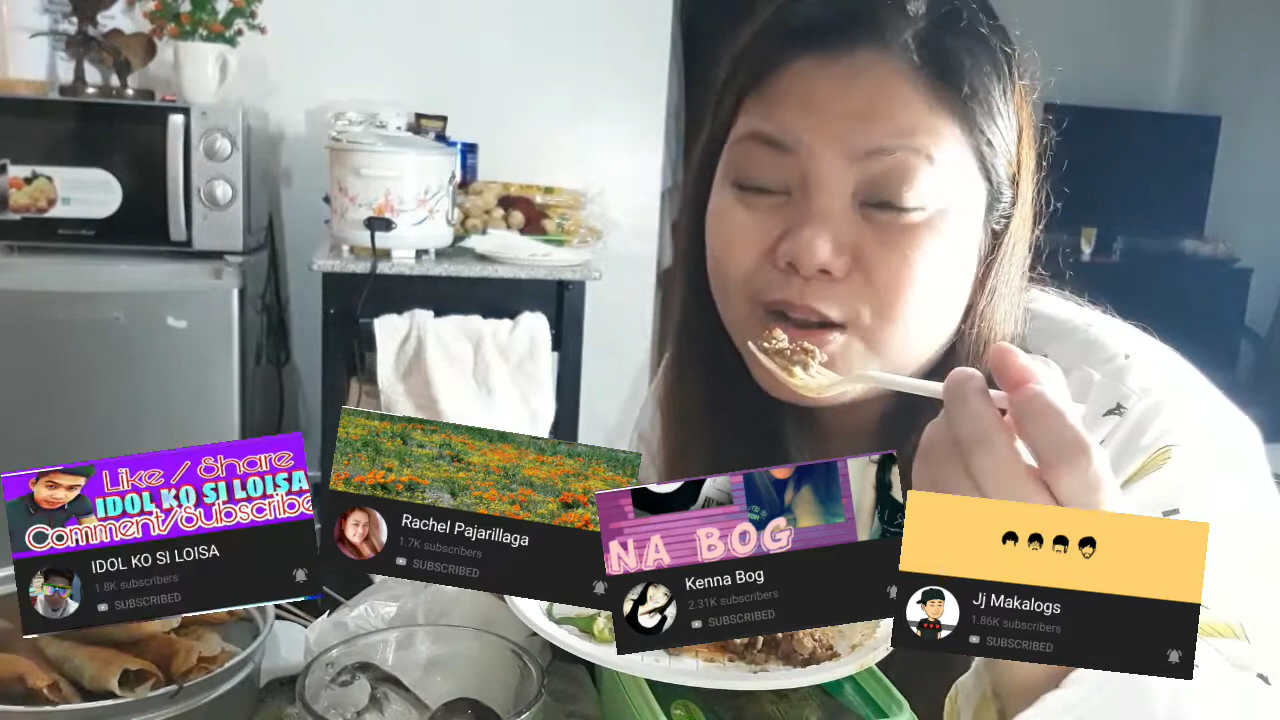 Like / Share
IDOL KO SI LOISA
Comment/Subscribe
IDOL KO SI LOISA
1.8K subscribers
SUBSCRIBED
Rachel Pajarillaga
1.7K subscribers
SUBSCRIBED
NA BOG
Kenna Bog
2.31K subscribers
SUBSCRIBED
Jj Makalogs
1.86K subscribers
SUBSCRIBED